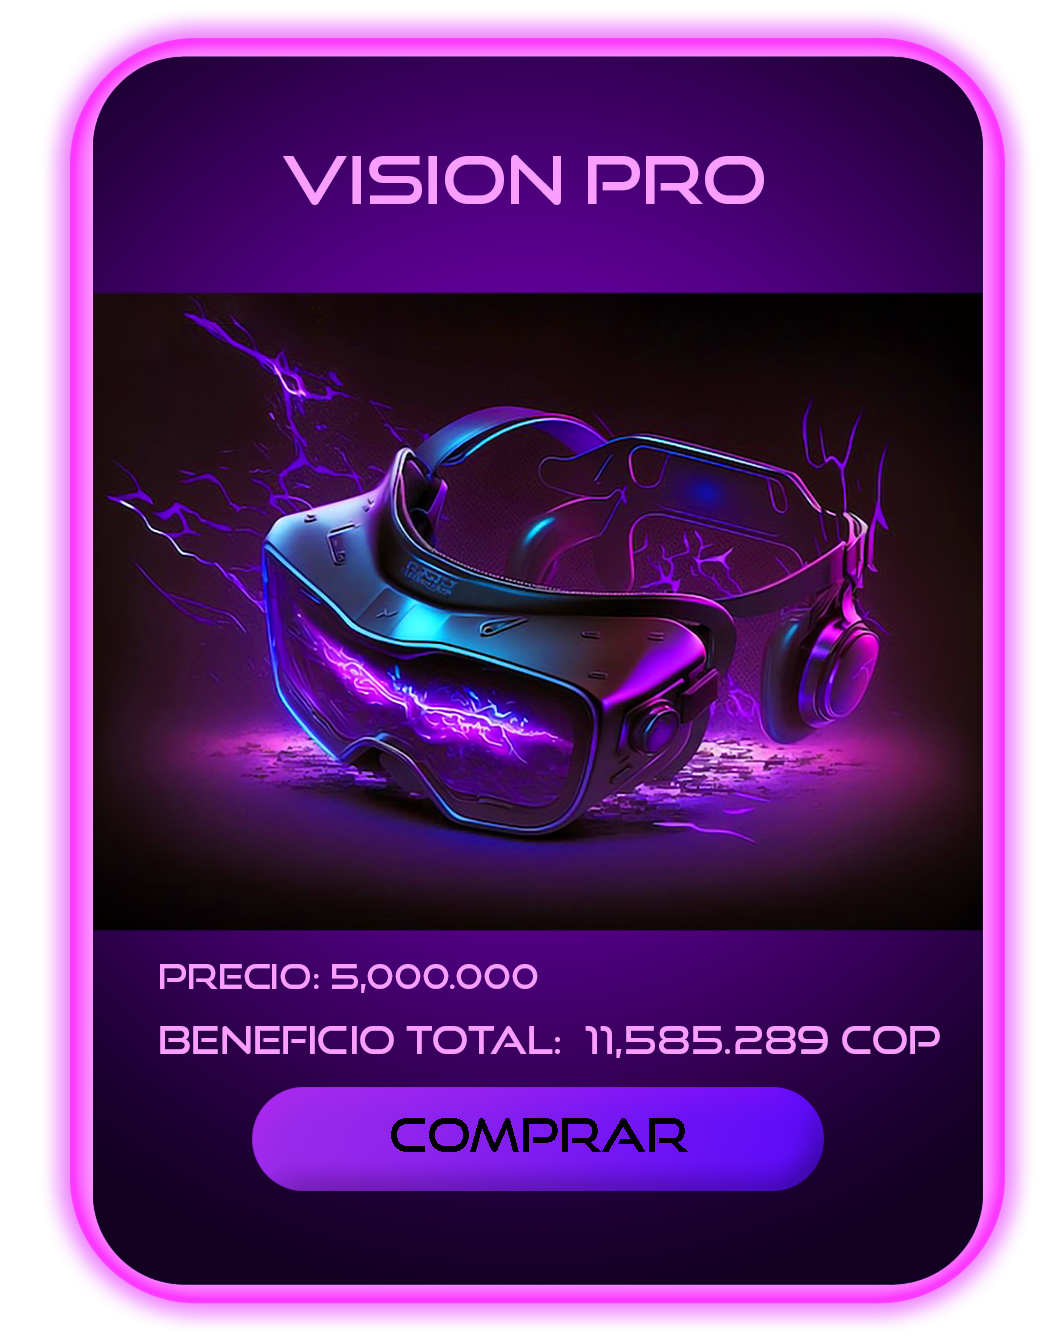 VISION PRO
PRECIO: 5,000.000
BENEFICIO TOTAL: 11,585.289 COP
COMPRAR